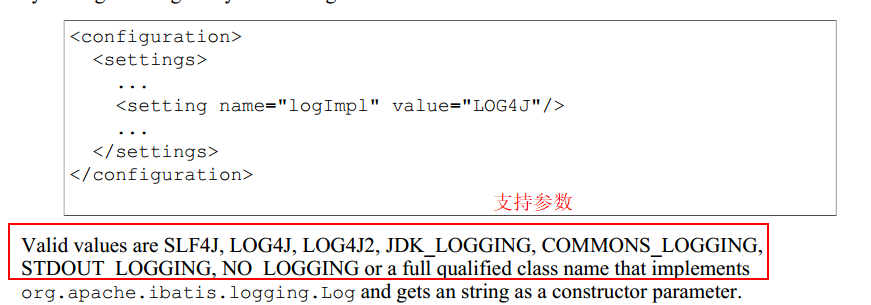 <configuration>
<settings>
...
<setting name="logImpl" value="LOG4J"/>
...
</settings>
</configuration>
支持参数
Valid values are SLF4J, LOG4J, LOG4J2, JDK_LOGGING, COMMONS_LOGGING,
STDOUT_LOGGING, NO_LOGGING or a full qualified class name that implements
org.apache.ibatis.logging.Log and gets an string as a constructor parameter.